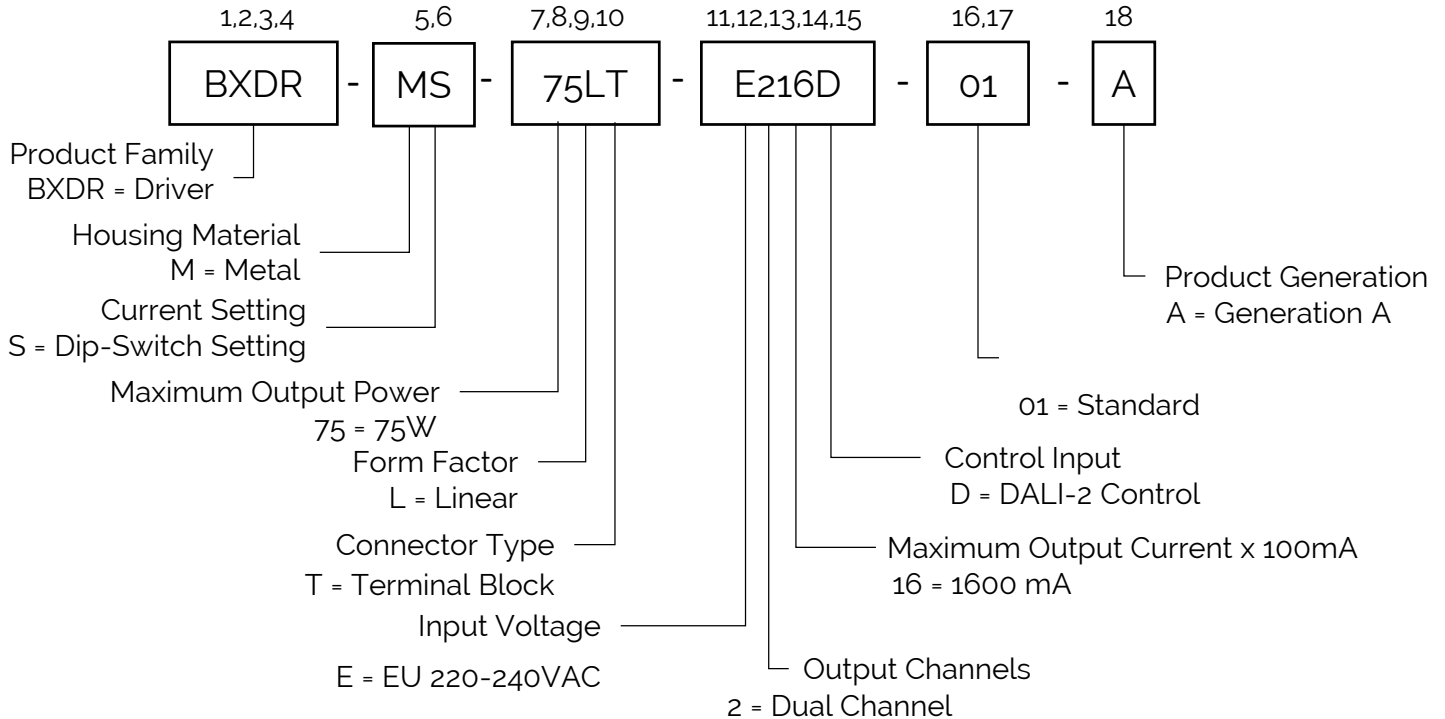 1,2,3,4 5,6 7,8,9,10 11,12,13,14,15 16,17 18
BXDR - MS - 75LT - E216D - 01 - A
Product Family
BXDR = Driver
Housing Material
M = Metal
Current Setting
S = Dip-Switch Setting
Maximum Output Power
75 = 75W
Form Factor
L = Linear
Connector Type
T = Terminal Block
Input Voltage
E = EU 220-240VAC
Output Channels
2 = Dual Channel
Maximum Output Current x 100mA
16 = 1600 mA
Control Input
D = DALI-2 Control
01 = Standard
Product Generation
A = Generation A